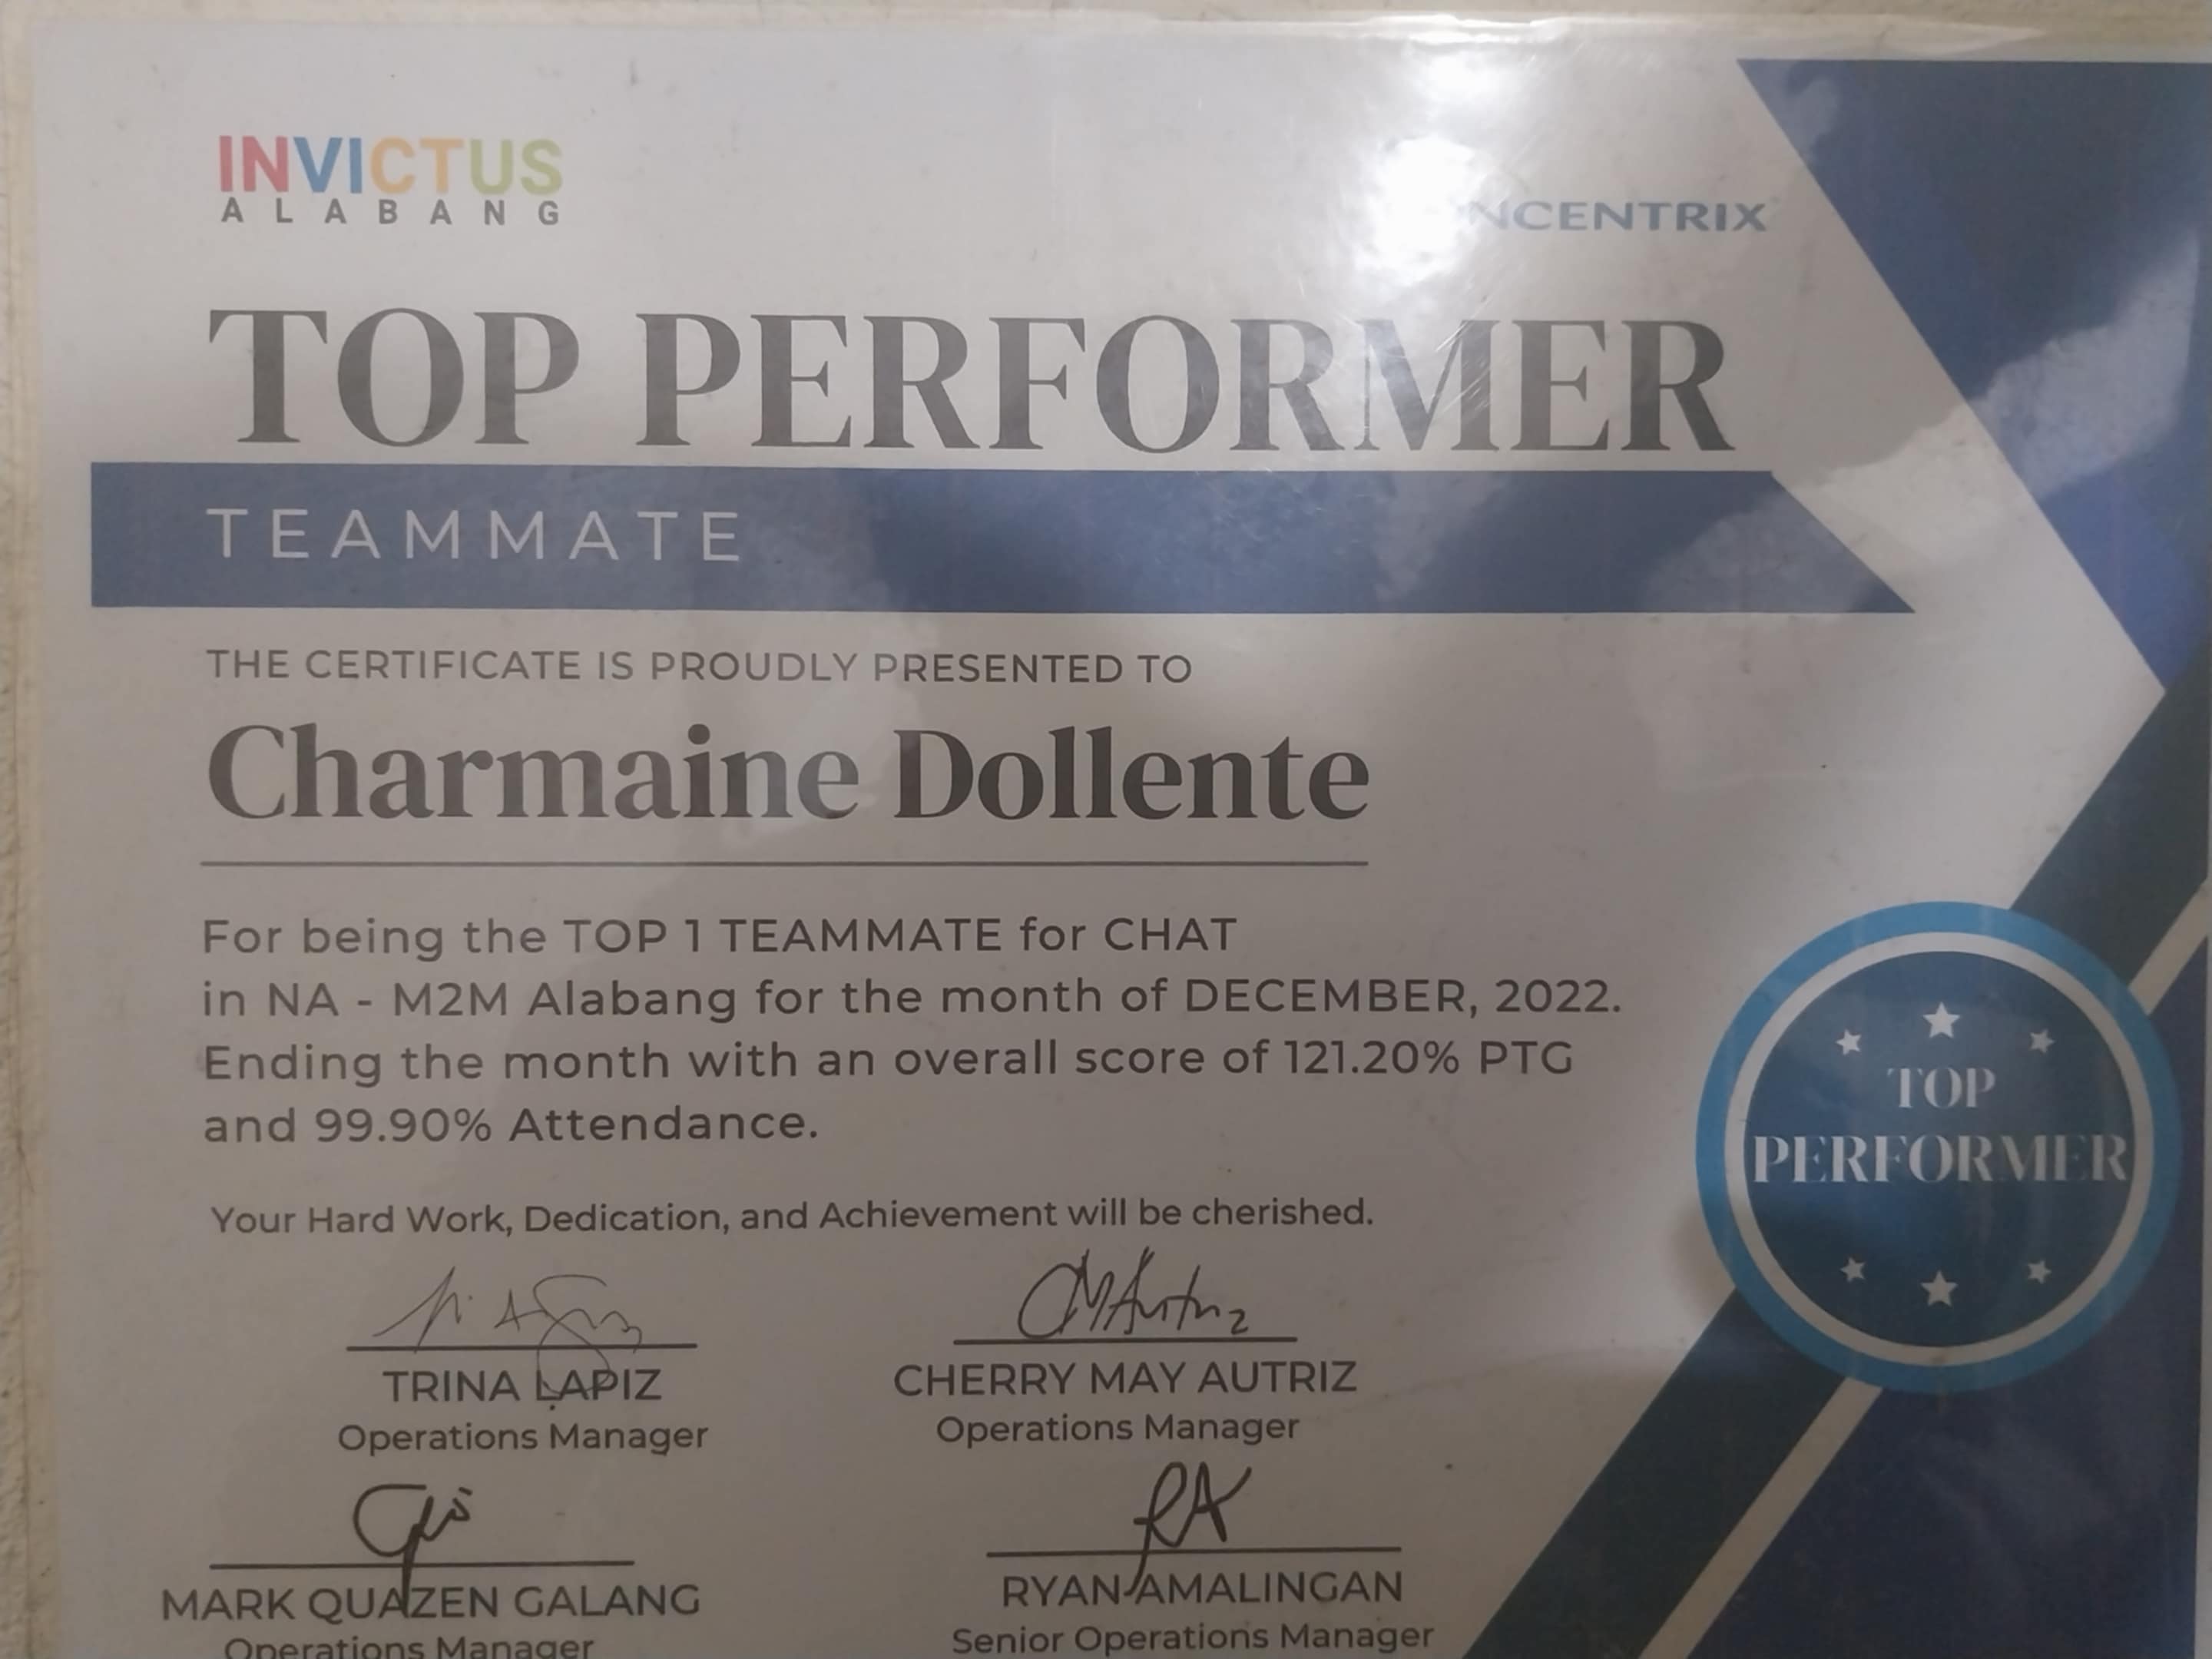 INVICTUS
ALABANG
NCENTRIX
TOP PERFORMER
TEAMMATE
THE CERTIFICATE IS PROUDLY PRESENTED TO
Charmaine Dollente
For being the TOP 1 TEAMMATE for CHAT
in NA - M2M Alabang for the month of DECEMBER, 2022.
Ending the month with an overall score of 121.20% PTG
and 99.90% Attendance.
Your Hard Work, Dedication, and Achievement will be cherished.
TOP
PERFORMER
TRINA LAPIZ
Operations Manager
CHERRY MAY AUTRIZ
Operations Manager
MARK QUAZEN GALANG
Operations Manager
RA
RYAN AMALINGAN
Senior Operations Manager